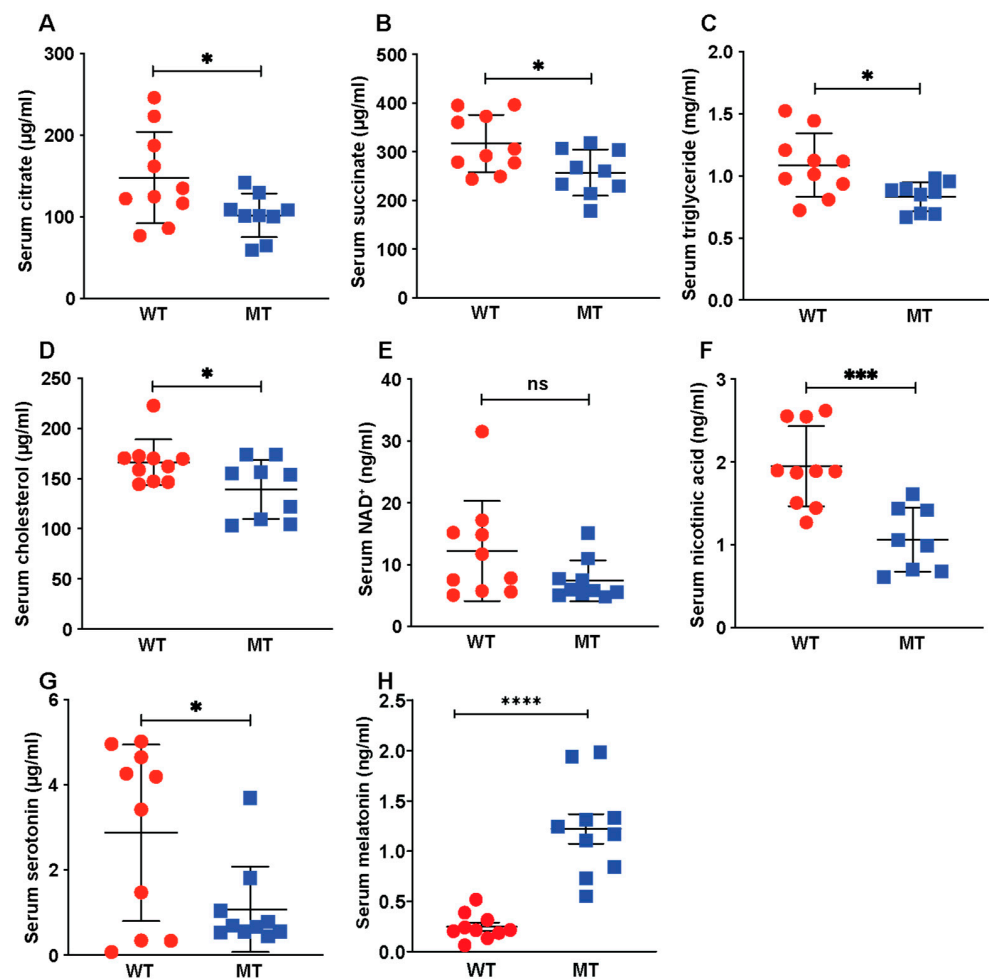 A
Serum citrate (µg/ml)
300
200
100
0
*
WT MT
B
Serum succinate (µg/ml)
500
400
300
200
100
0
*
WT MT
C
Serum triglyceride (mg/ml)
2.0
1.5
1.0
0.5
0.0
*
WT MT
D
Serum cholesterol (µg/ml)
250
200
150
100
50
0
*
WT MT
E
Serum NAD⁺ (ng/ml)
40
30
20
10
0
ns
WT MT
F
Serum nicotinic acid (ng/ml)
3
2
1
0
***
WT MT
G
Serum serotonin (µg/ml)
6
4
2
0
*
WT MT
H
Serum melatonin (ng/ml)
2.5
2.0
1.5
1.0
0.5
0.0
****
WT MT